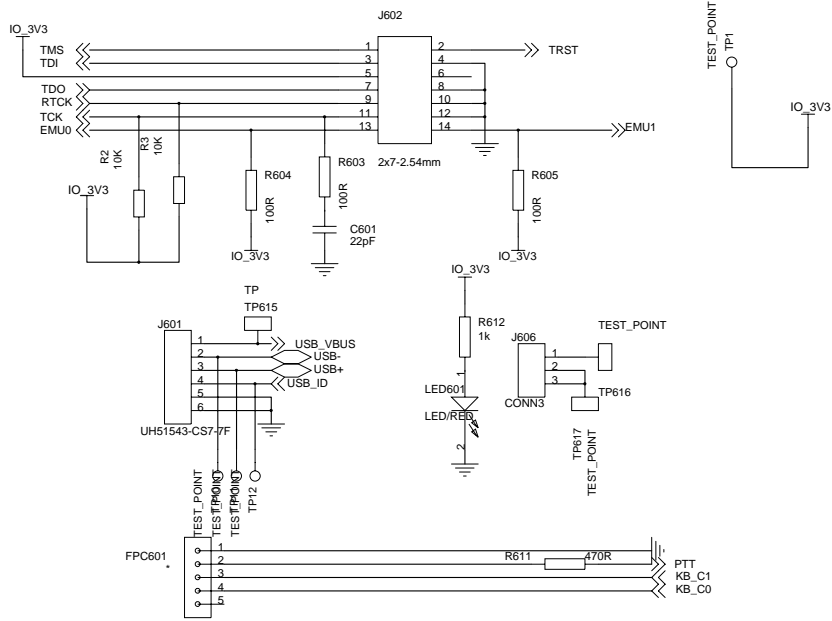 J602
IO_3V3
TMS
1
2
TRST
TDI
3
4
5
6
TDO
7
8
RTCK
9
10
TCK
11
12
EMU0
13
14
EMU1
2x7-2.54mm
R2
10K
R3
10K
IO_3V3
R604
100R
IO_3V3
R603
100R
C601
22pF
R605
100R
IO_3V3
TEST_POINT
TP1
IO_3V3
TP
TP615
J601
1
USB_VBUS
2
USB-
3
USB+
4
USB_ID
5
6
UH51543-CS7-7F
IO_3V3
R612
1k
1
LED601
LED/RED
2
J606
1
2
3
CONN3
TEST_POINT
TP616
TP617
TEST_POINT
TEST_POINT
TEST_POINT
TEST_POINT
TP12
FPC601
*
1
2
3
4
5
R611
470R
PTT
KB_C1
KB_C0